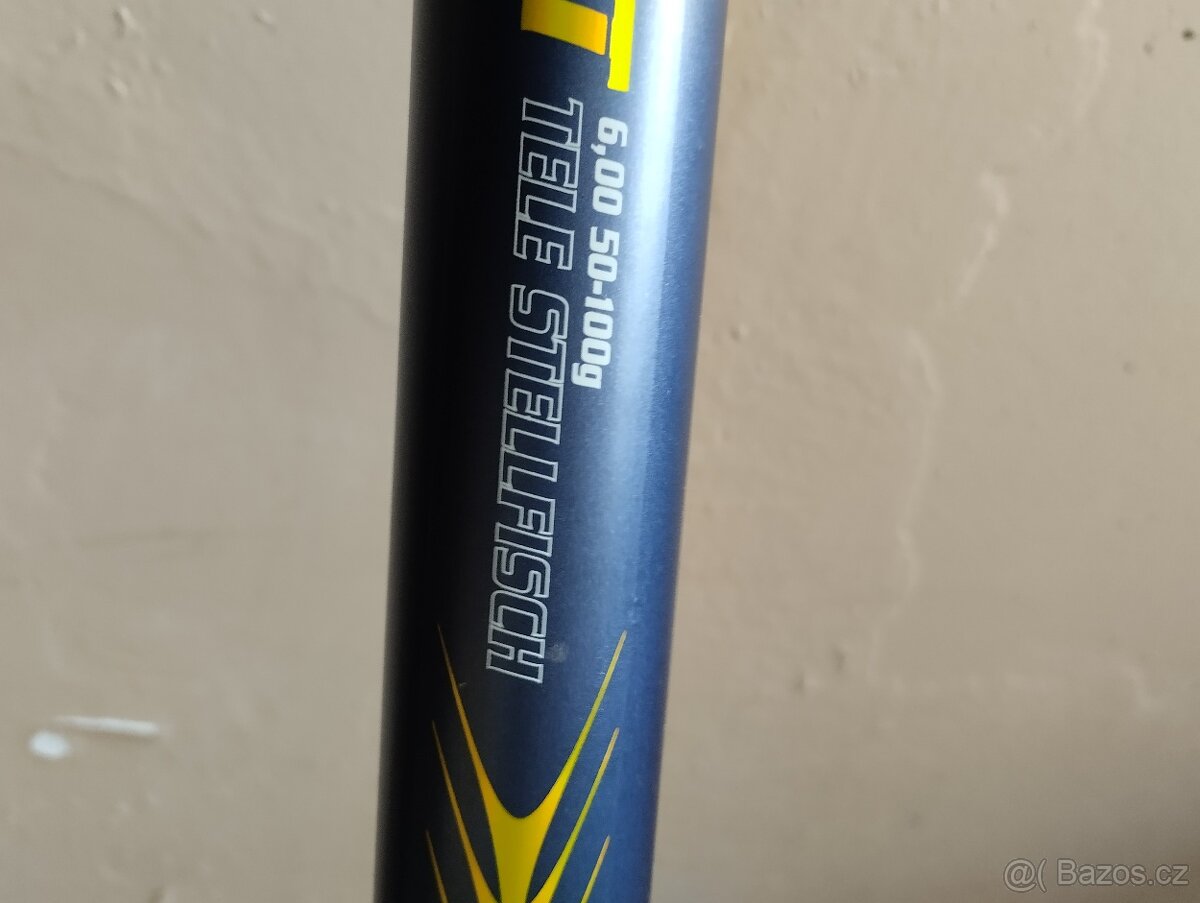 6,00 50-100g
TELE STELLFISCH
@( Bazos.cz